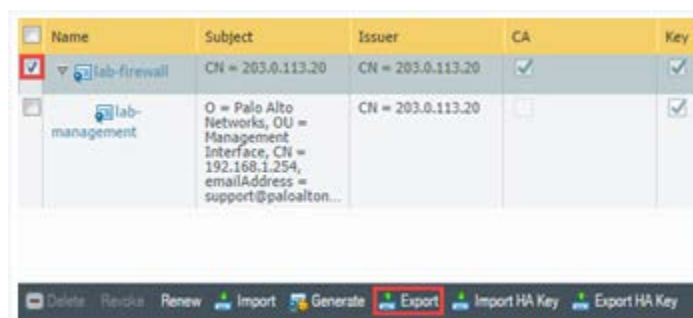 Name Subject Issuer CA Key
lab-firewall CN = 203.0.113.20 CN = 203.0.113.20
lab-
management
O = Palo Alto
Networks, OU =
Management
Interface, CN =
192.168.1.254,
emailAddress =
support@paloalton...
CN = 203.0.113.20
Delete Revoke Renew Import Generate Export Import HA Key Export HA Key